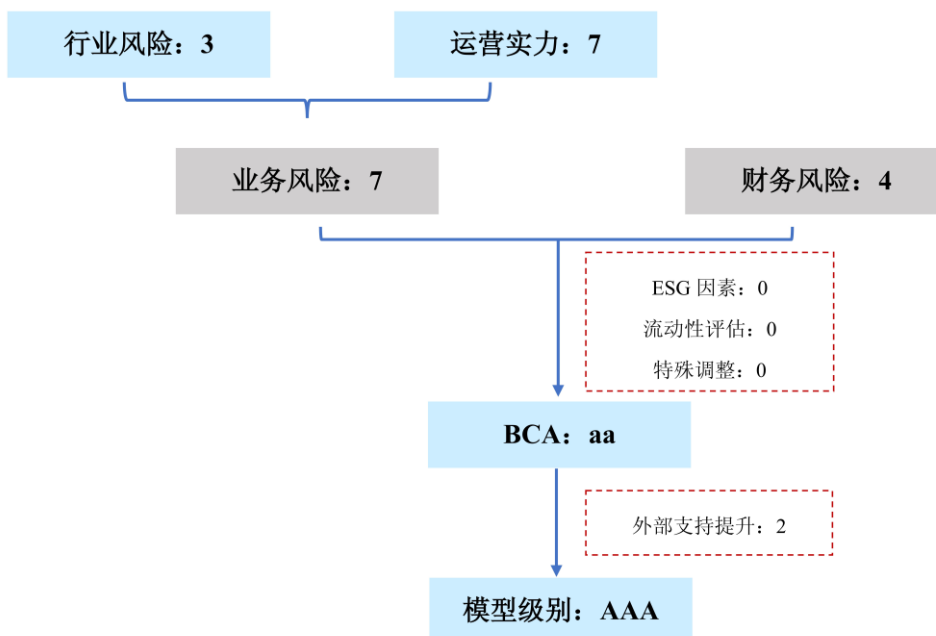 行业风险：3
运营实力：7
业务风险：7
财务风险：4
ESG 因素：0
流动性评估：0
特殊调整：0
BCA：aa
外部支持提升：2
模型级别：AAA